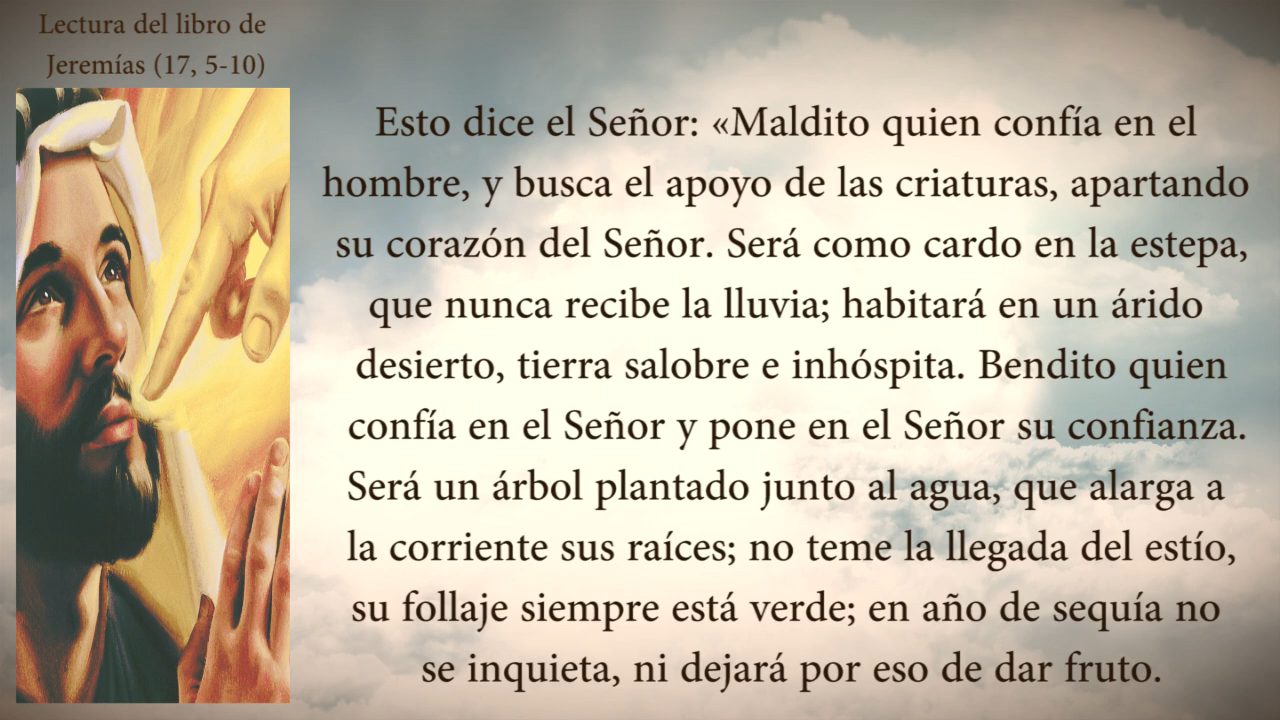 Lectura del libro de
Jeremías (17, 5-10)
Esto dice el Señor: «Maldito quien confía en el
hombre, y busca el apoyo de las criaturas, apartando
su corazón del Señor. Será como cardo en la estepa,
que nunca recibe la lluvia; habitará en un árido
desierto, tierra salobre e inhóspita. Bendito quien
confía en el Señor y pone en el Señor su confianza.
Será un árbol plantado junto al agua, que alarga a
la corriente sus raíces; no teme la llegada del estío,
su follaje siempre está verde; en año de sequía no
se inquieta, ni dejará por eso de dar fruto.